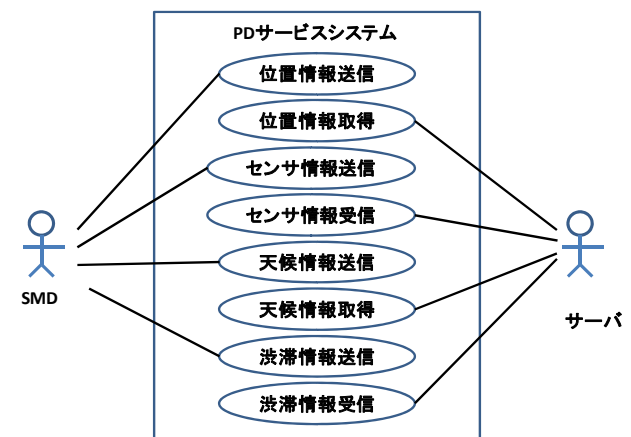 PDサービスシステム
位置情報送信
位置情報取得
センサ情報送信
センサ情報受信
天候情報送信
天候情報取得
渋滞情報送信
渋滞情報受信
SMD
サーバ